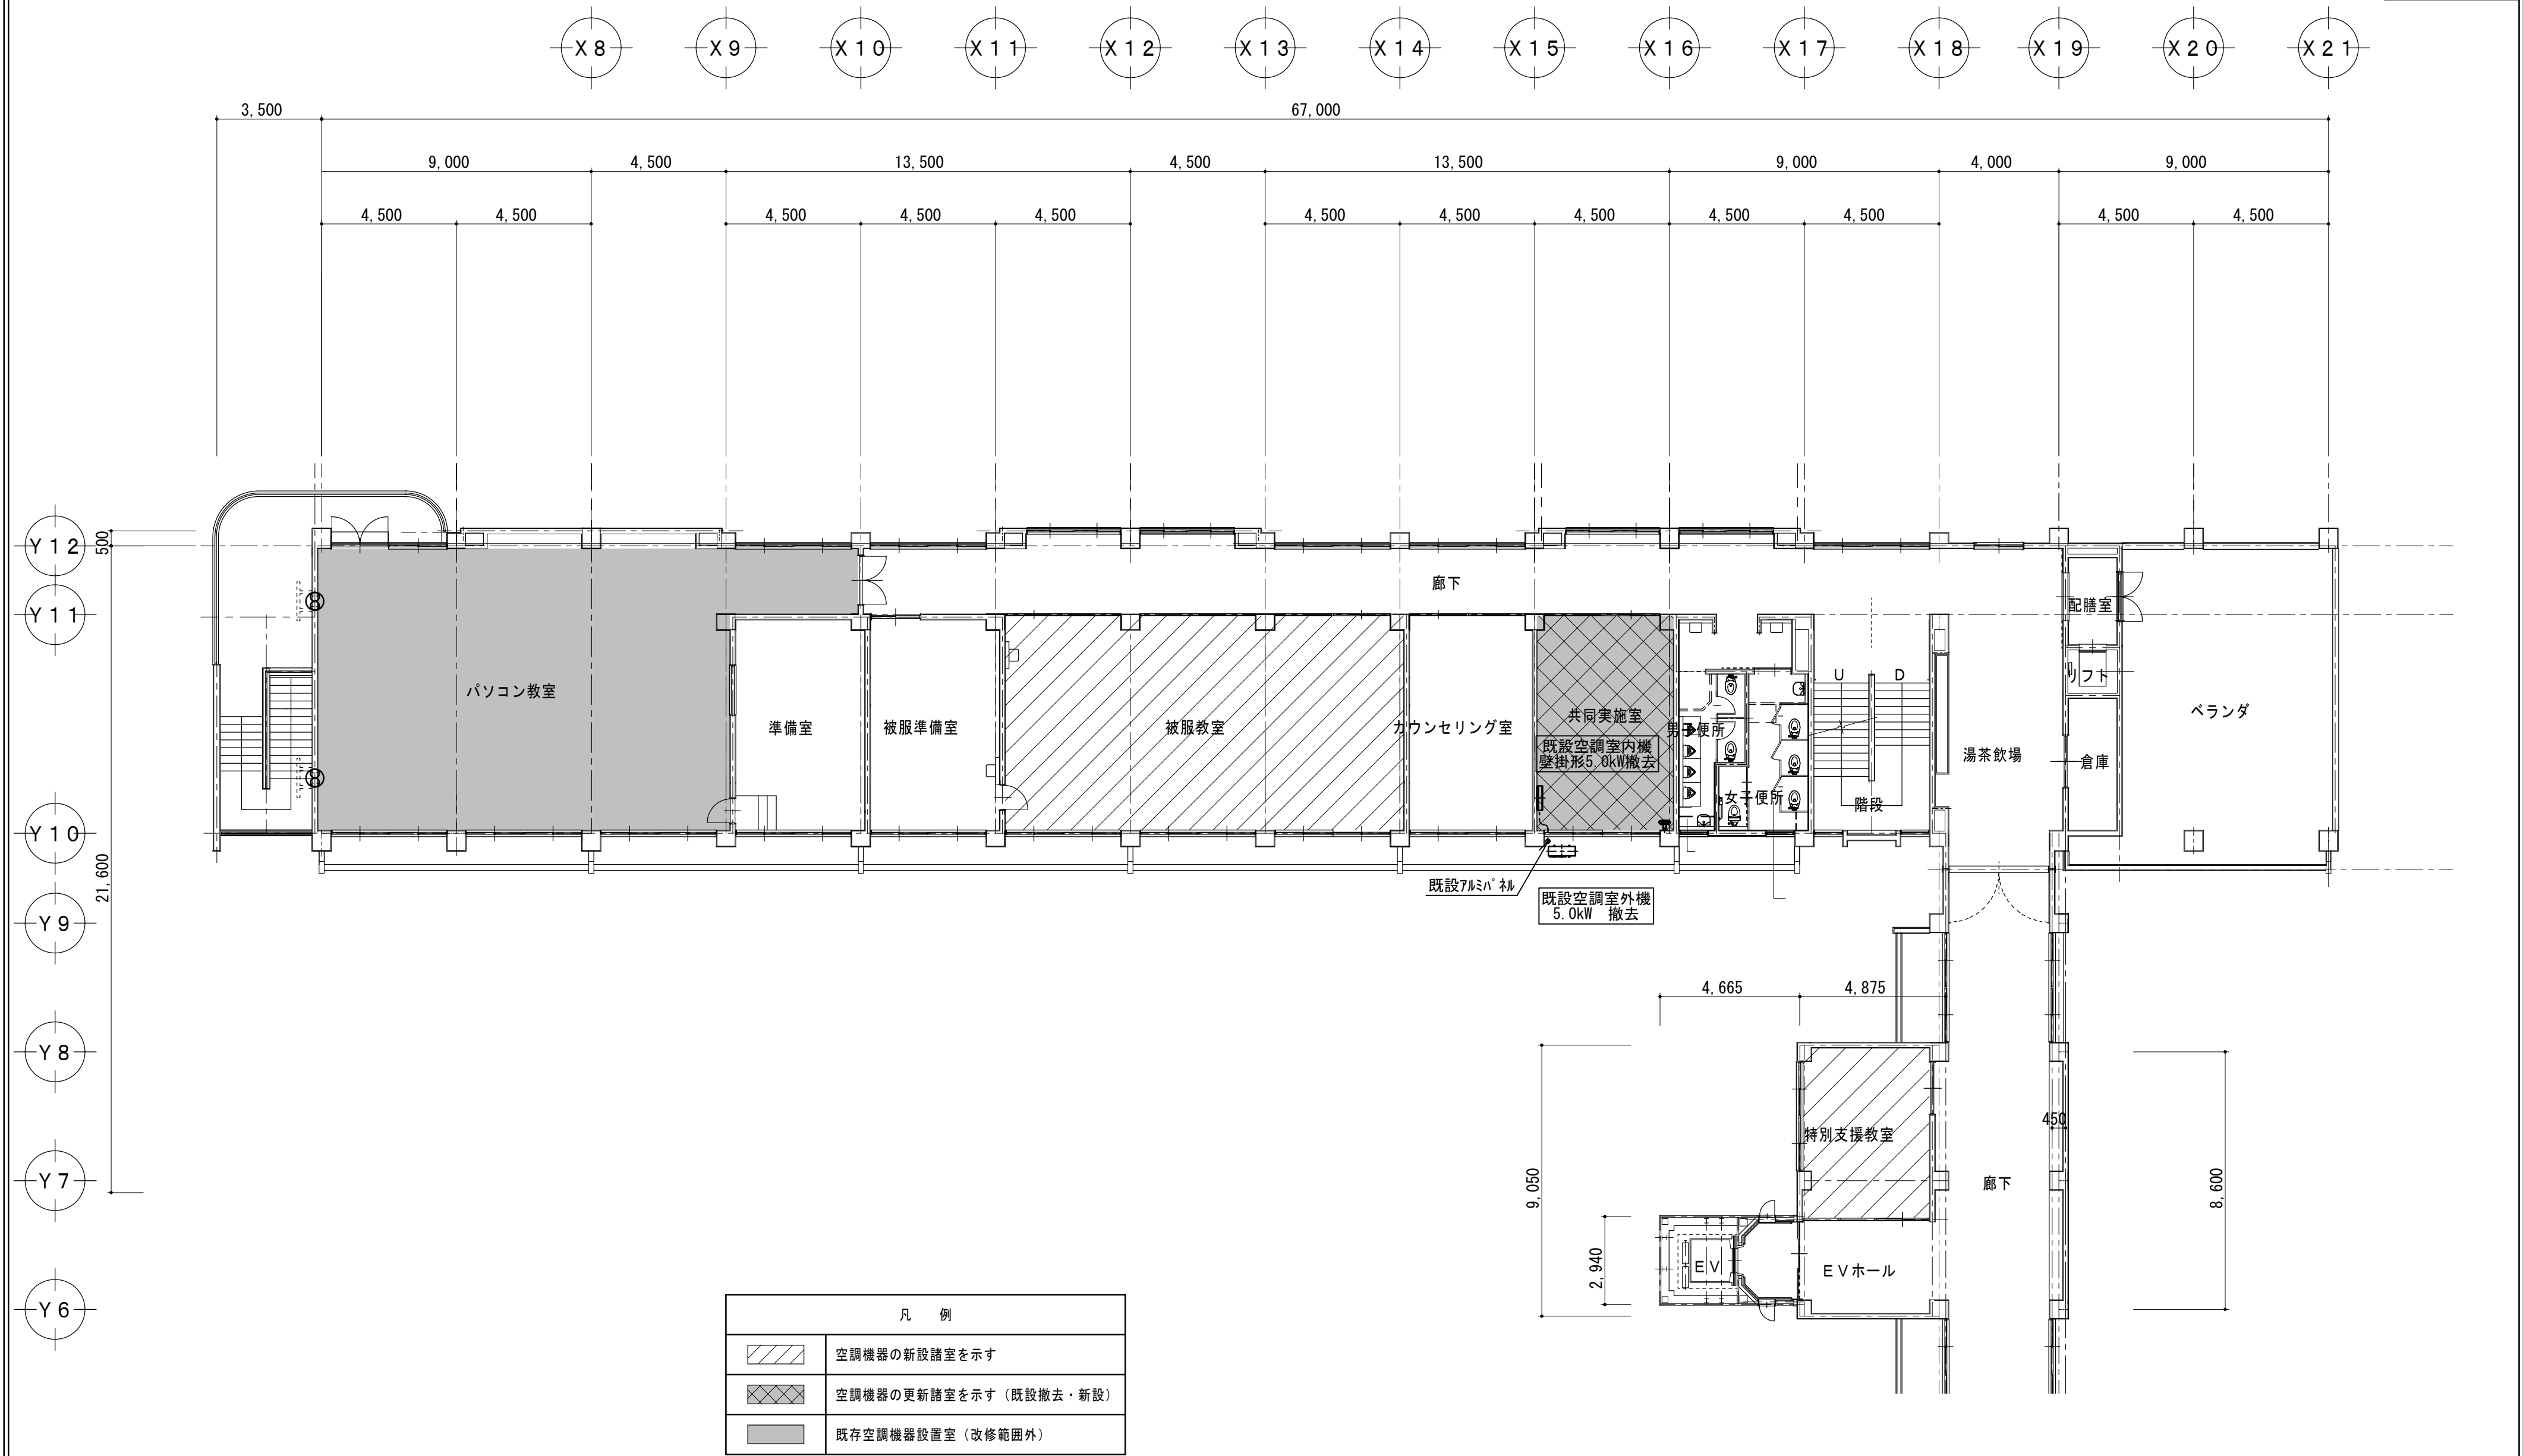 X8 X9 X10 X11 X12 X13 X14 X15 X16 X17 X18 X19 X20 X21
3,500 67,000
9,000 4,500 13,500 4,500 13,500 9,000 4,000 9,000
4,500 4,500 4,500 4,500 4,500 4,500 4,500 4,500 4,500 4,500 4,500 4,500
Y12
500
Y11
Y10
21,600
Y9
Y8
Y7
Y6
廊下
配膳室
リフト
U D
パソコン教室
準備室
被服準備室
被服教室
カウンセリング室
共同実施室
既設空調室内機
壁掛形5.0kW撤去
男子便所
女子便所
階段
湯茶飲場
倉庫
ベランダ
既設アルミパネル
既設空調室外機
5.0kW 撤去
4,665 4,875
特別支援教室
450
廊下
9,050
8,600
2,940
EV
EVホール
凡 例
空調機器の新設諸室を示す
空調機器の更新諸室を示す（既設撤去・新設）
既存空調機器設置室（改修範囲外）